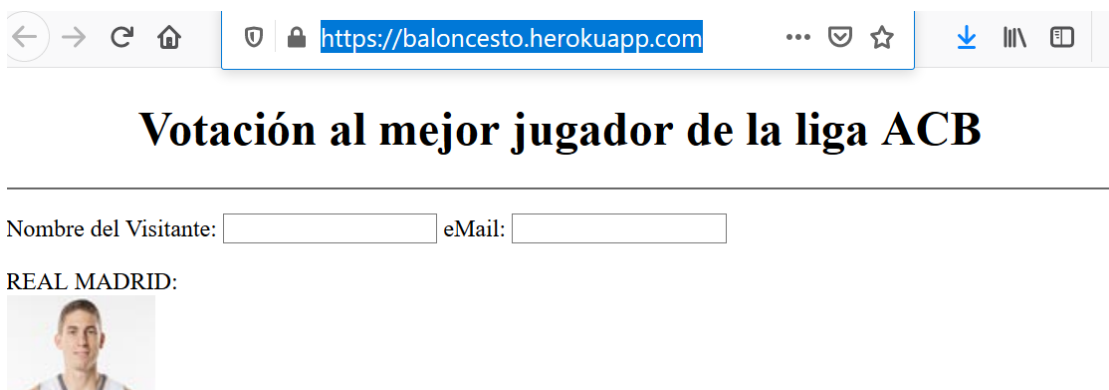 https://baloncesto.herokuapp.com
Votación al mejor jugador de la liga ACB
Nombre del Visitante: eMail:
REAL MADRID: